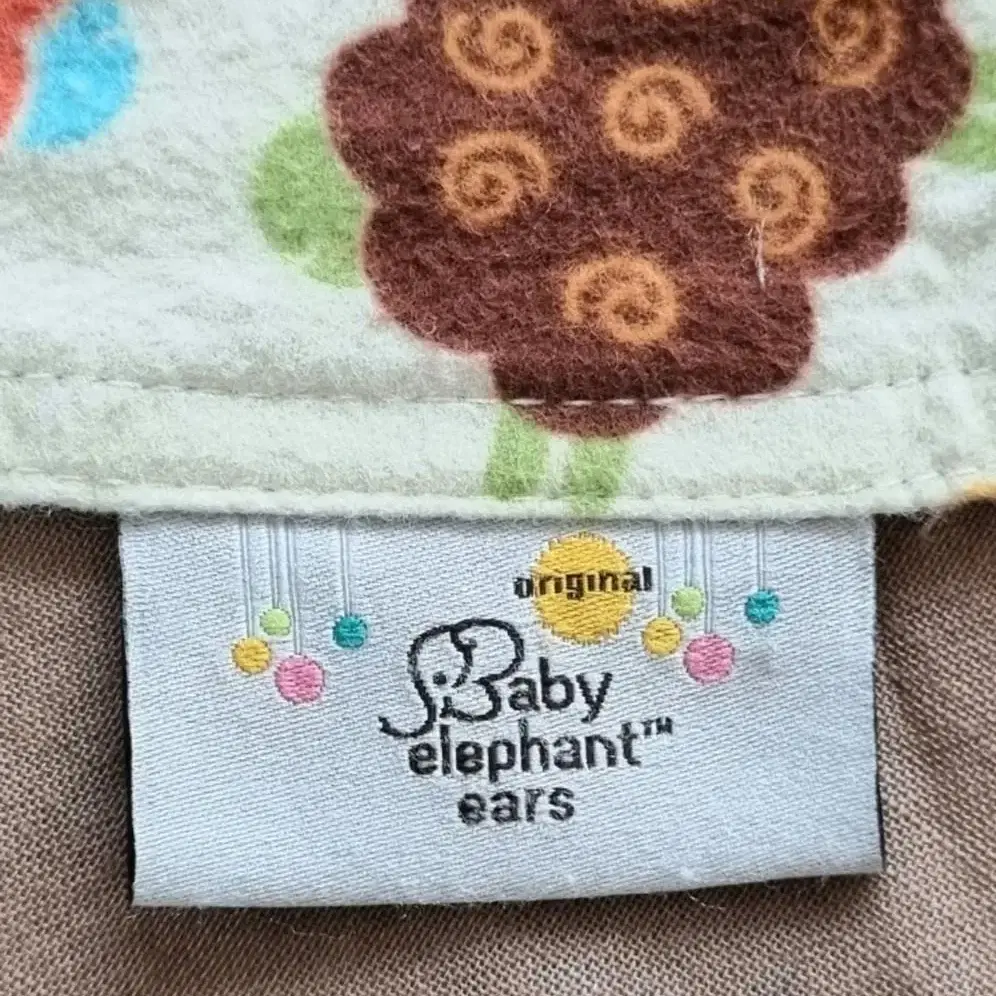 original
Baby
elephant™
ears